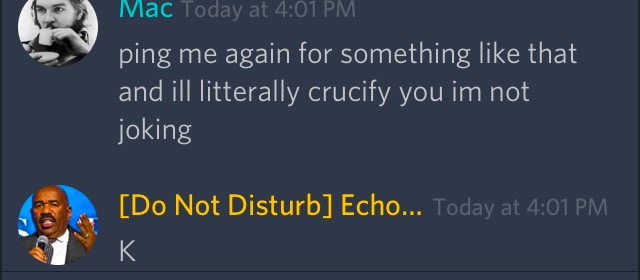 Mac Today at 4:01 PM
ping me again for something like that
and ill litterally crucify you im not
joking
[Do Not Disturb] Echo... Today at 4:01 PM
K